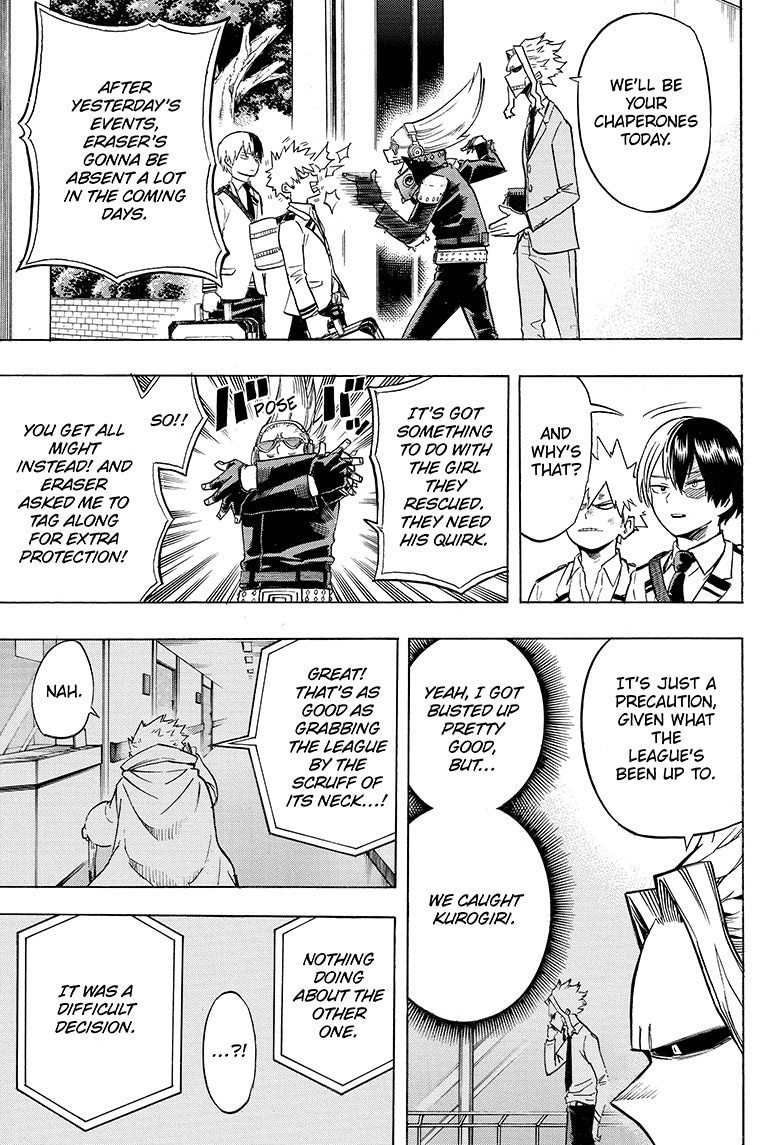 WE'LL BE
YOUR
CHAPERONES
TODAY.
AFTER
YESTERDAY'S
EVENTS,
ERASER'S
GONNA BE
ABSENT A LOT
IN THE COMING
DAYS.
AND
WHY'S
THAT?
IT'S GOT
SOMETHING
TO DO WITH
THE GIRL
THEY
RESCUED.
THEY NEED
HIS QUIRK.
POSE
SO!!
YOU GET ALL
MIGHT
INSTEAD! AND
ERASER
ASKED ME TO
TAG ALONG
FOR EXTRA
PROTECTION!
IT'S JUST A
PRECAUTION,
GIVEN WHAT
THE
LEAGUE'S
BEEN UP TO.
YEAH, I GOT
BUSTED UP
PRETTY
GOOD,
BUT...
WE CAUGHT
KUROGIRI.
GREAT!
THAT'S AS
GOOD AS
GRABBING
THE LEAGUE
BY THE
SCRUFF OF
ITS NECK...!
NAH.
NOTHING
DOING
ABOUT THE
OTHER
ONE.
...?!
IT WAS A
DIFFICULT
DECISION.